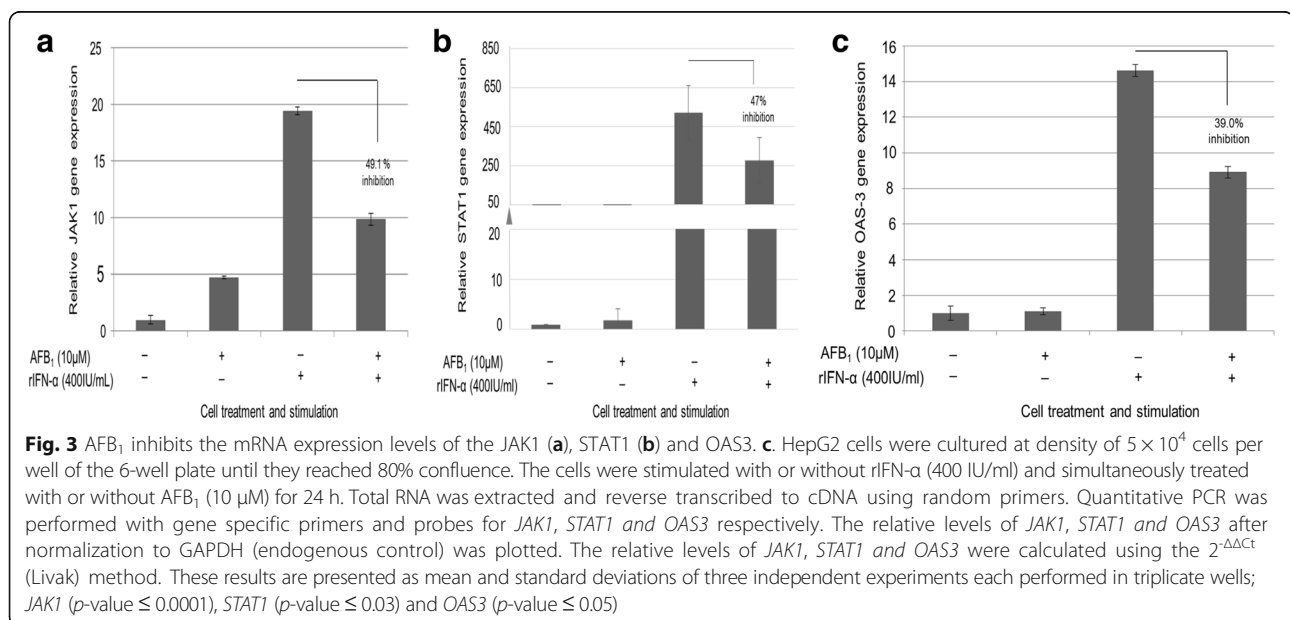 a
25
20
15
10
5
0
Relative JAK1 gene expression
49.1%
inhibition
AFB₁ (10µM) – + – +
rIFN-α (400IU/mL) – – + +
Cell treatment and stimulation
b
850
650
450
250
50
20
10
0
Relative STAT1 gene expression
47%
inhibition
AFB₁ (10µM) – + – +
rIFN-α (400IU/ml) – – + +
Cell treatment and stimulation
c
16
14
12
10
8
6
4
2
0
Relative OAS-3 gene expression
39.0%
inhibition
AFB₁ (10µM) – + – +
rIFN-α (400IU/ml) – – + +
Cell treatment and stimulation
Fig. 3 AFB₁ inhibits the mRNA expression levels of the JAK1 (a), STAT1 (b) and OAS3. c. HepG2 cells were cultured at density of 5 × 10⁴ cells per
well of the 6-well plate until they reached 80% confluence. The cells were stimulated with or without rIFN-α (400 IU/ml) and simultaneously treated
with or without AFB₁ (10 µM) for 24 h. Total RNA was extracted and reverse transcribed to cDNA using random primers. Quantitative PCR was
performed with gene specific primers and probes for JAK1, STAT1 and OAS3 respectively. The relative levels of JAK1, STAT1 and OAS3 after
normalization to GAPDH (endogenous control) was plotted. The relative levels of JAK1, STAT1 and OAS3 were calculated using the 2^-ΔΔCt
(Livak) method. These results are presented as mean and standard deviations of three independent experiments each performed in triplicate wells;
JAK1 (p-value ≤ 0.0001), STAT1 (p-value ≤ 0.03) and OAS3 (p-value ≤ 0.05)